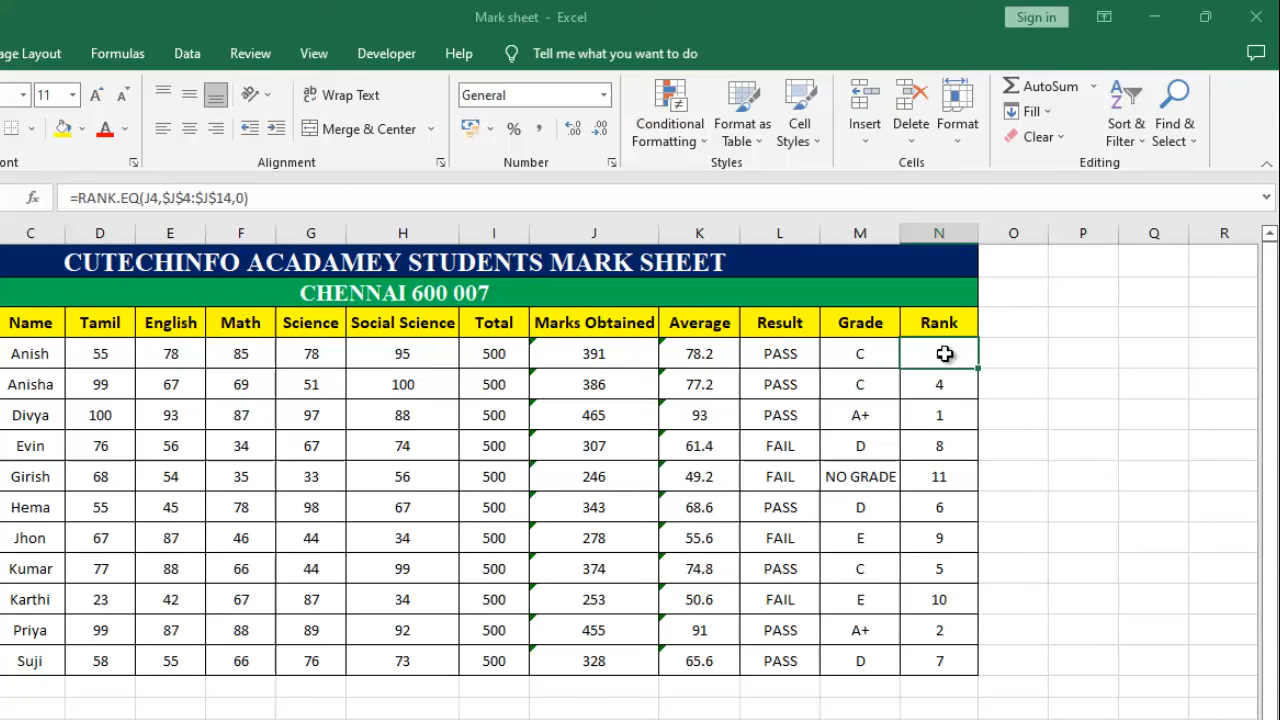 Mark sheet - Excel
Sign in
age Layout Formulas Data Review View Developer Help Tell me what you want to do
11 A A ab Wrap Text General Conditional Formatting Format as Table Cell Styles Insert Delete Format AutoSum Fill Clear Sort & Filter Find & Select
Merge & Center % ,
ont Alignment Number Styles Cells Editing
fx =RANK.EQ(J4,$J$4:$J$14,0)
C D E F G H I J K L M N O P Q R
CUTECHINFO ACADAMEY STUDENTS MARK SHEET
CHENNAI 600 007
Name Tamil English Math Science Social Science Total Marks Obtained Average Result Grade Rank
Anish 55 78 85 78 95 500 391 78.2 PASS C
Anisha 99 67 69 51 100 500 386 77.2 PASS C 4
Divya 100 93 87 97 88 500 465 93 PASS A+ 1
Evin 76 56 34 67 74 500 307 61.4 FAIL D 8
Girish 68 54 35 33 56 500 246 49.2 FAIL NO GRADE 11
Hema 55 45 78 98 67 500 343 68.6 PASS D 6
Jhon 67 87 46 44 34 500 278 55.6 FAIL E 9
Kumar 77 88 66 44 99 500 374 74.8 PASS C 5
Karthi 23 42 67 87 34 500 253 50.6 FAIL E 10
Priya 99 87 88 89 92 500 455 91 PASS A+ 2
Suji 58 55 66 76 73 500 328 65.6 PASS D 7